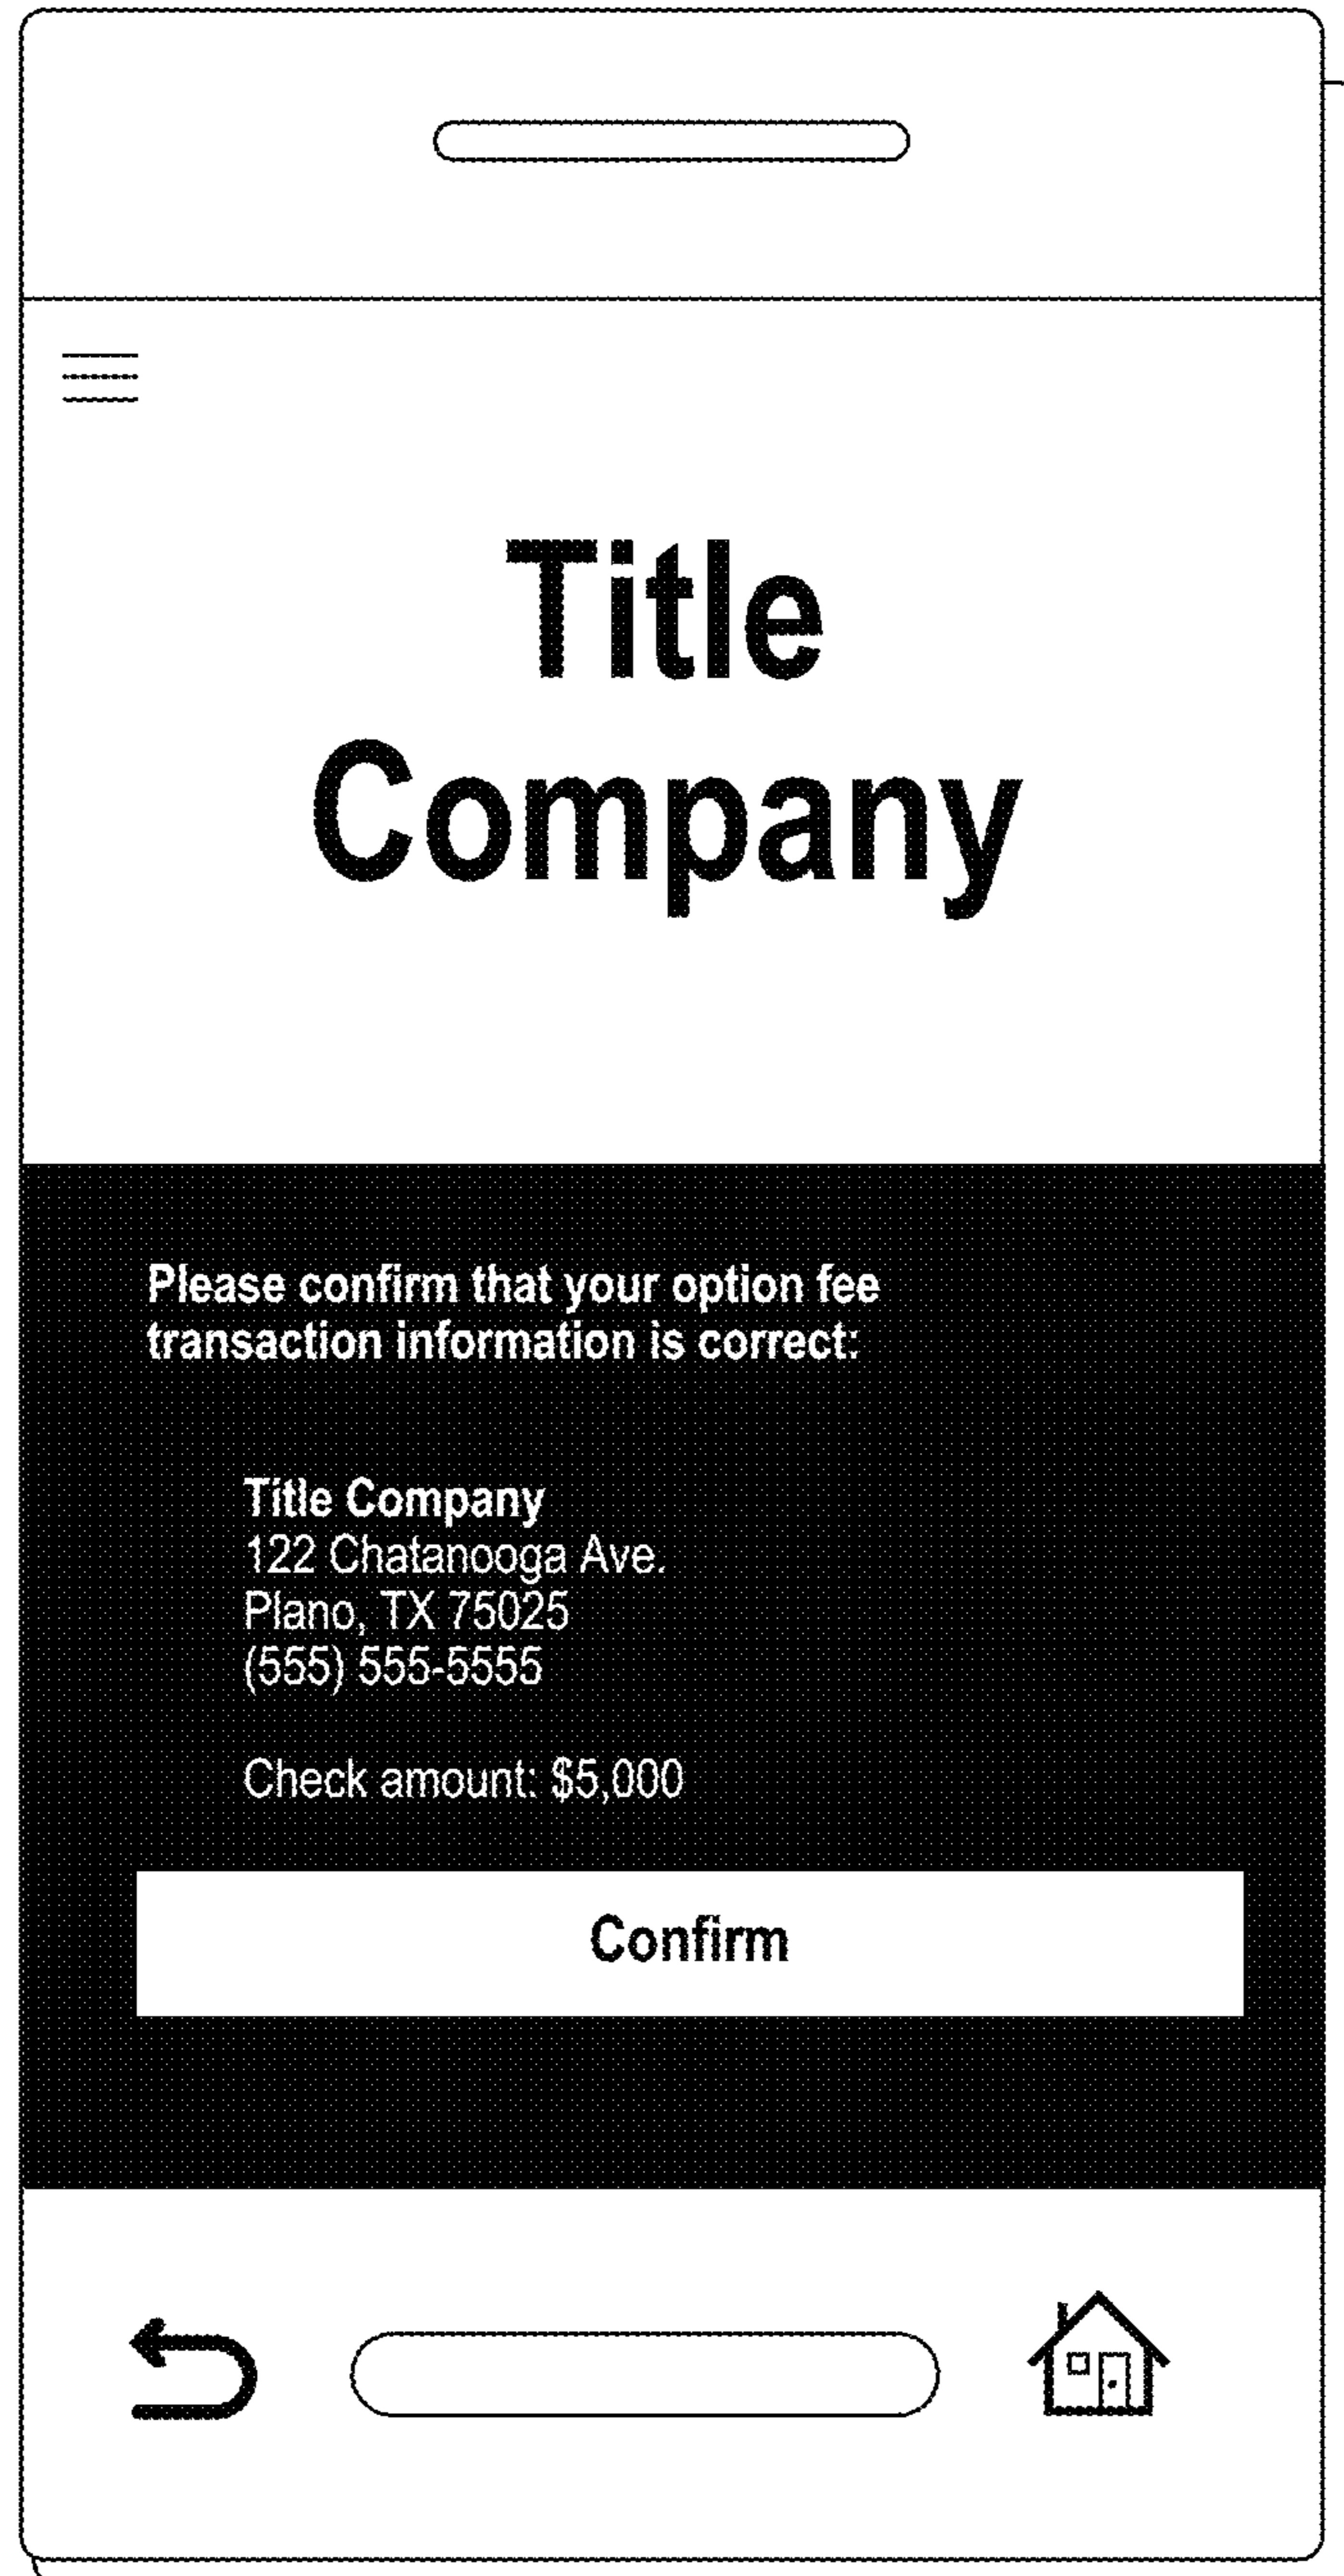 Title
Company
Please confirm that your option fee
transaction information is correct:
Title Company
122 Chatanooga Ave.
Plano, TX 75025
(555) 555-5555
Check amount: $5,000
Confirm